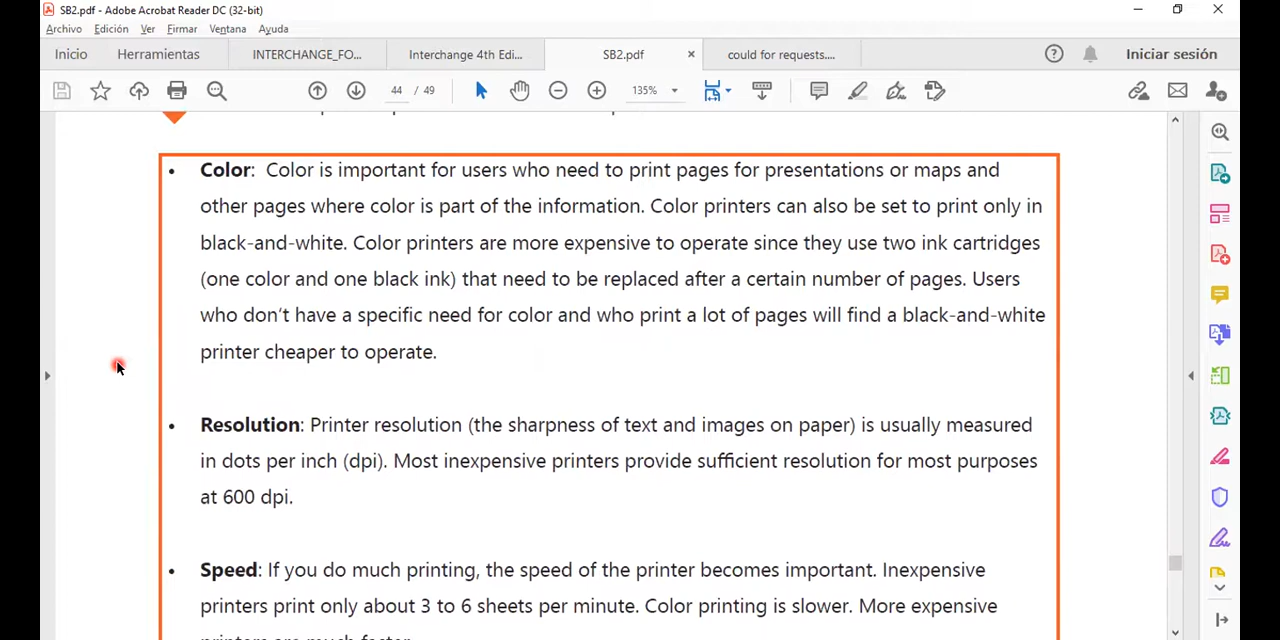 SB2.pdf - Adobe Acrobat Reader DC (32-bit)
Archivo Edición Ver Firmar Ventana Ayuda
Inicio Herramientas INTERCHANGE_FO... Interchange 4th Edi... SB2.pdf × could for requests.... Iniciar sesión
44 / 49 135%
• Color: Color is important for users who need to print pages for presentations or maps and
other pages where color is part of the information. Color printers can also be set to print only in
black-and-white. Color printers are more expensive to operate since they use two ink cartridges
(one color and one black ink) that need to be replaced after a certain number of pages. Users
who don't have a specific need for color and who print a lot of pages will find a black-and-white
printer cheaper to operate.
• Resolution: Printer resolution (the sharpness of text and images on paper) is usually measured
in dots per inch (dpi). Most inexpensive printers provide sufficient resolution for most purposes
at 600 dpi.
• Speed: If you do much printing, the speed of the printer becomes important. Inexpensive
printers print only about 3 to 6 sheets per minute. Color printing is slower. More expensive
printers are much faster.